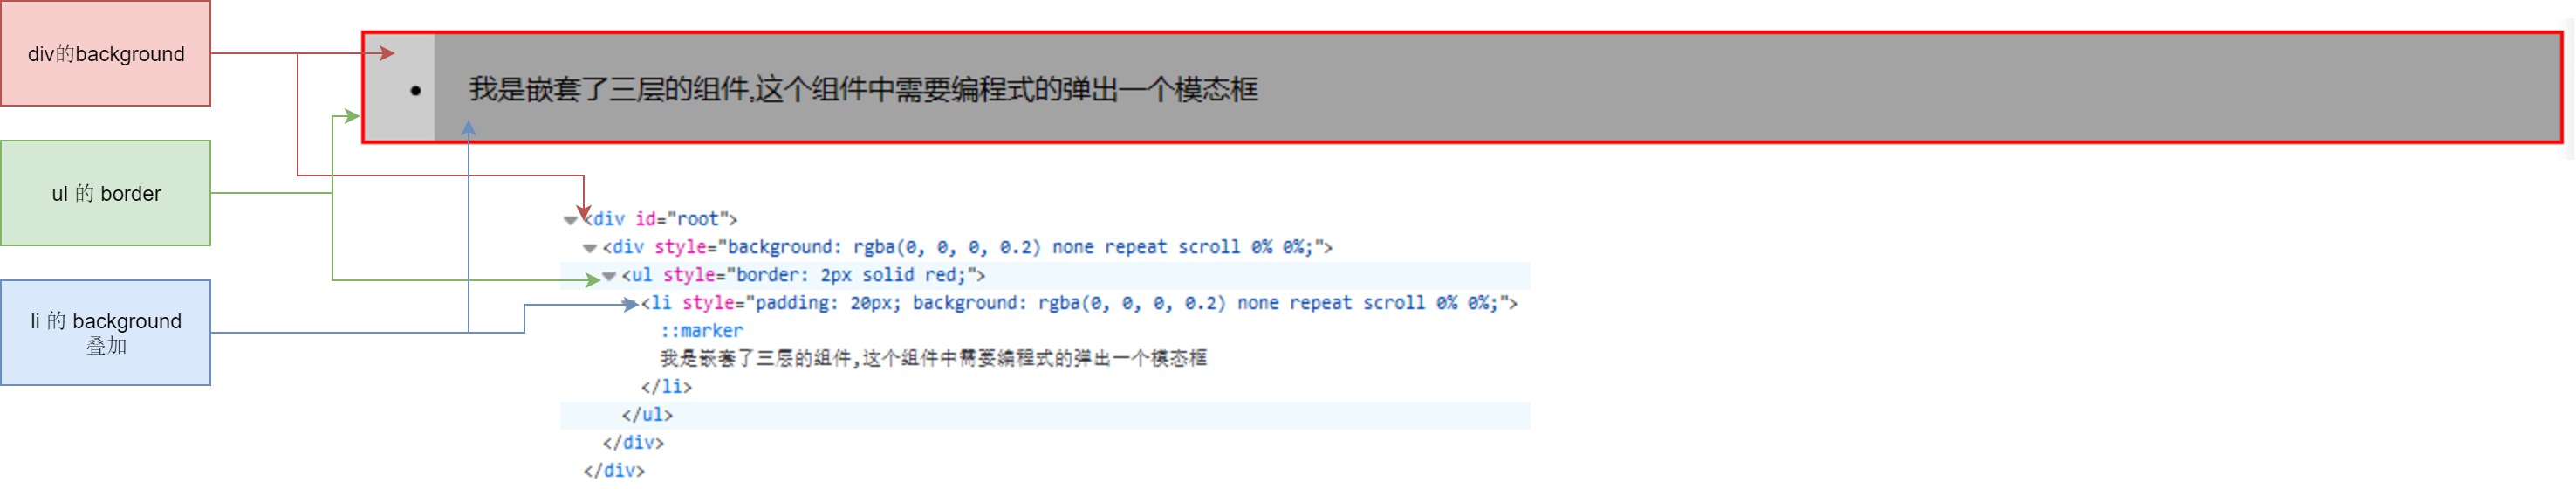 div的background
ul 的 border
li 的 background
叠加
• 我是嵌套了三层的组件,这个组件中需要编程式的弹出一个模态框
<div id="root">
<div style="background: rgba(0, 0, 0, 0.2) none repeat scroll 0% 0%;">
<ul style="border: 2px solid red;">
<li style="padding: 20px; background: rgba(0, 0, 0, 0.2) none repeat scroll 0% 0%;">
::marker
我是嵌套了三层的组件,这个组件中需要编程式的弹出一个模态框
</li>
</ul>
</div>
</div>